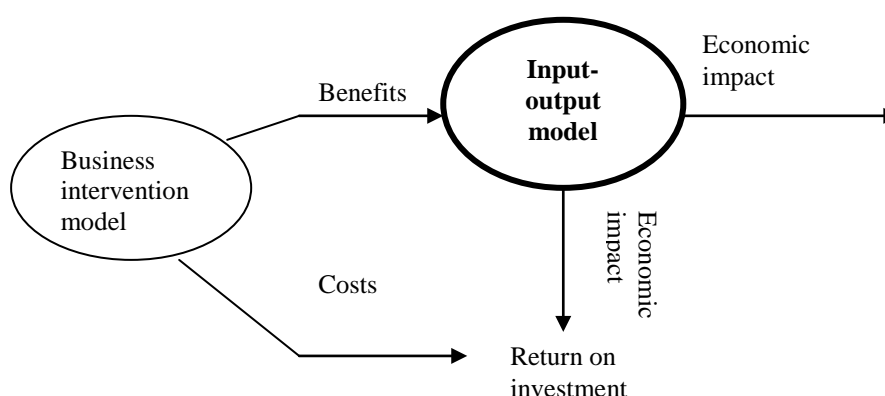 Economic
impact
Input-
output
model
Benefits
Business
intervention
model
Economic
impact
Costs
Return on
investment